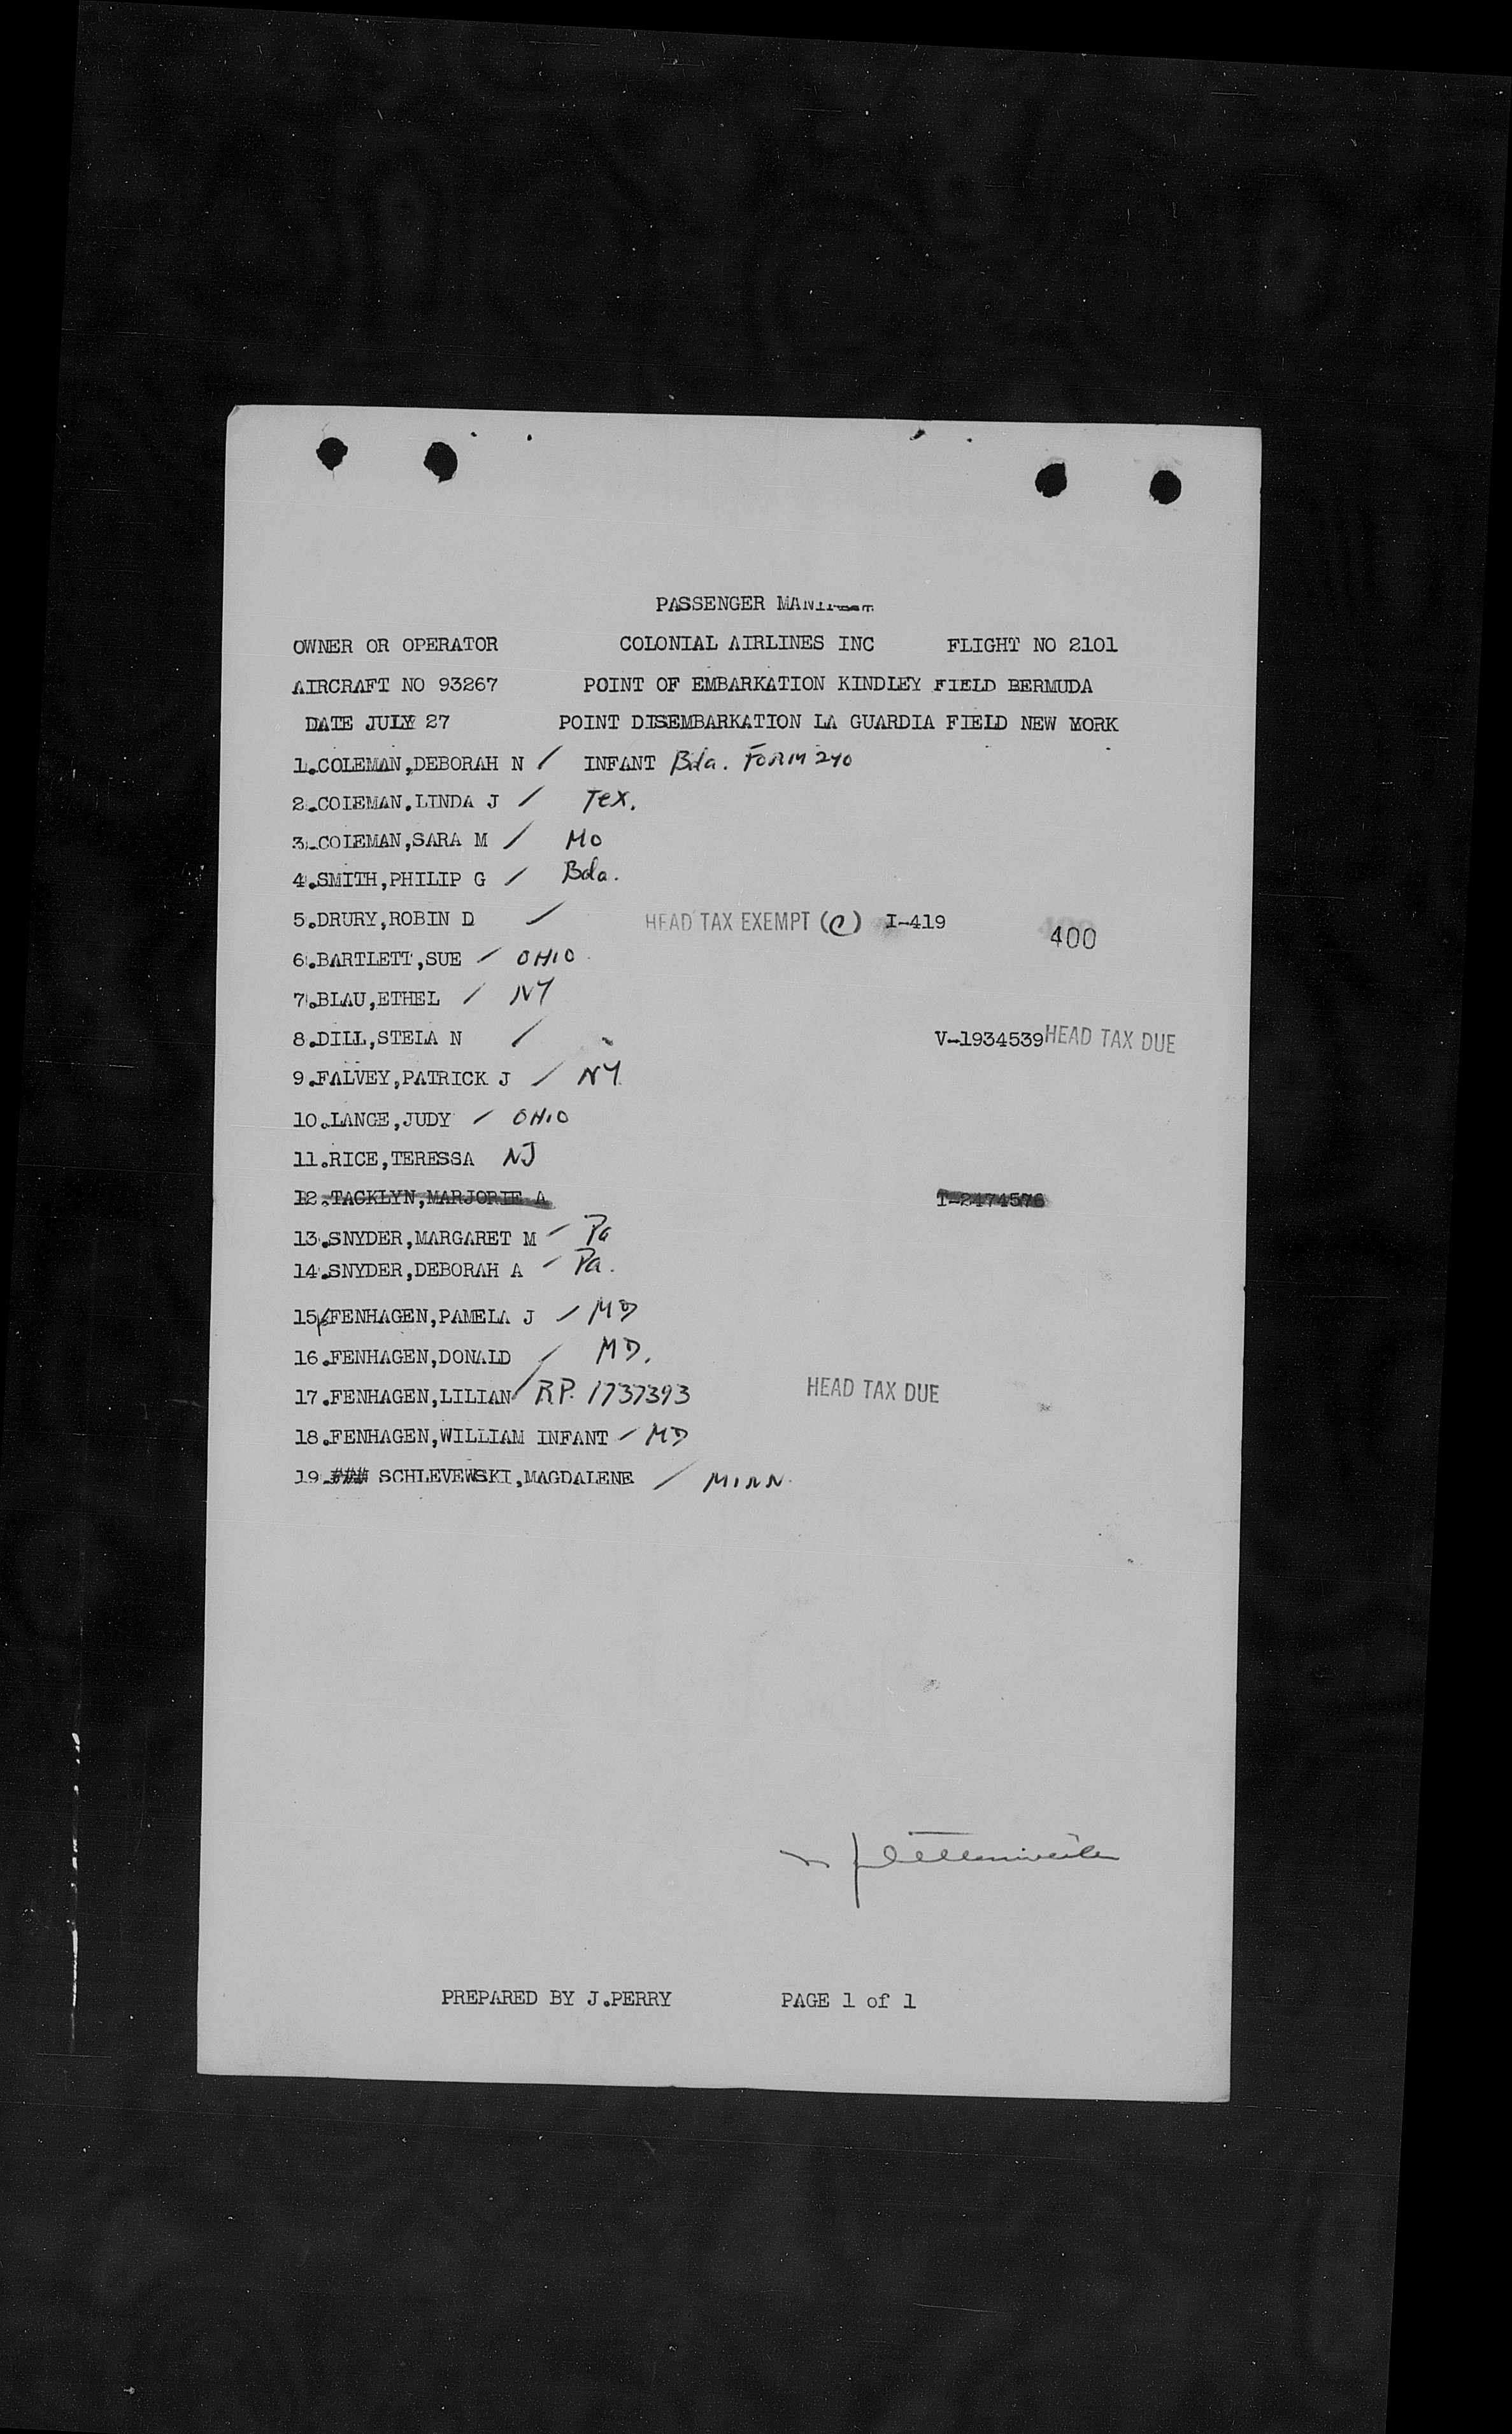 PASSENGER MANIFEST
OWNER OR OPERATOR COLONIAL AIRLINES INC FLIGHT NO 2101
AIRCRAFT NO 93267 POINT OF EMBARKATION KINDLEY FIELD BERMUDA
DATE JULY 27 POINT DISEMBARKATION LA GUARDIA FIELD NEW YORK
1.COLEMAN,DEBORAH N / INFANT Bda. Form 240
2.COLEMAN.LINDA J / Tex.
3.COLEMAN,SARA M / Mo
4.SMITH,PHILIP G / Bda.
5.DRURY,ROBIN D / HEAD TAX EXEMPT (C) I-419 400
6.BARTLETT,SUE / OHIO
7.BLAU,ETHEL / NY
8.DILL,STELA N / V-1934539 HEAD TAX DUE
9.FALVEY,PATRICK J / NY
10.LANGE,JUDY / OHIO
11.RICE,TERESSA NJ
12.TACKLYN,MARJORIE A T-2474576
13.SNYDER,MARGARET M / Pa
14.SNYDER,DEBORAH A / Pa.
15.FENHAGEN,PAMELA J / MD
16.FENHAGEN,DONALD / MD.
17.FENHAGEN,LILIAN / RP. 1737393 HEAD TAX DUE
18.FENHAGEN,WILLIAM INFANT / MD
19.### SCHLEVEWSKI,MAGDALENE / MINN.
PREPARED BY J.PERRY PAGE 1 of 1